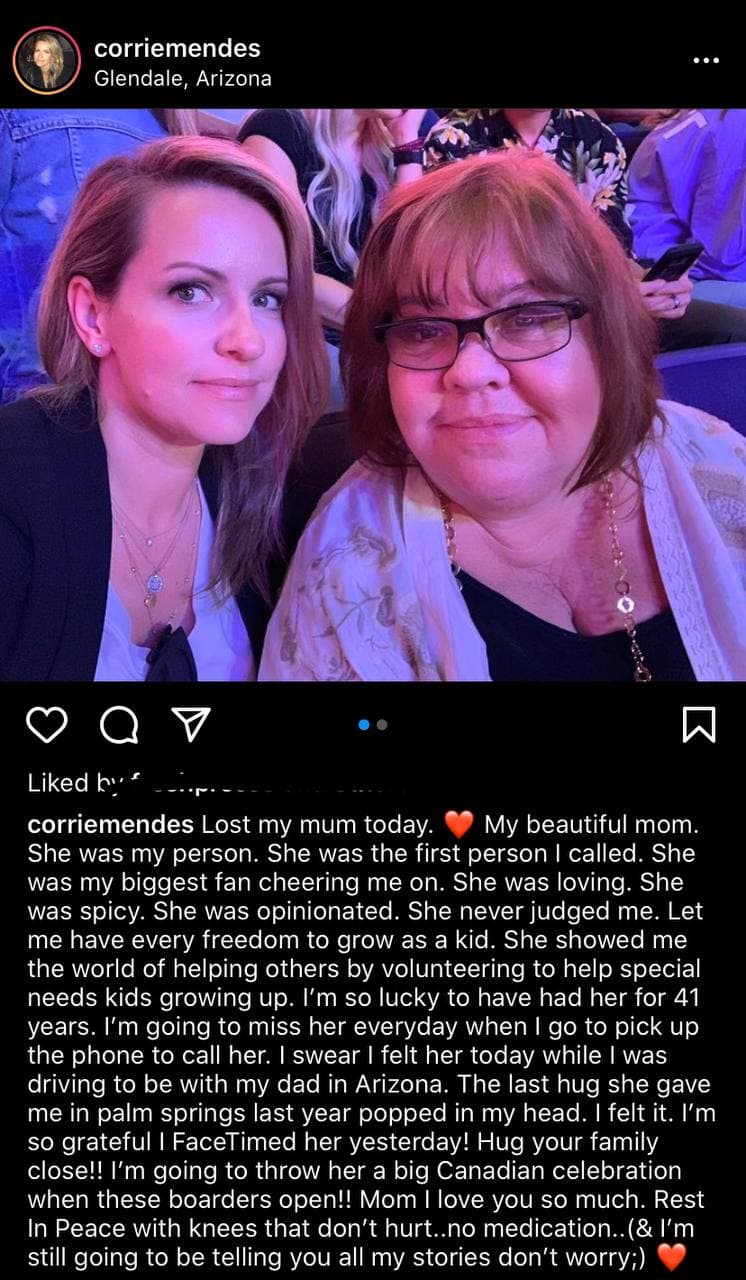 corriemendes
Glendale, Arizona
Liked by
corriemendes Lost my mum today. ❤️ My beautiful mom.
She was my person. She was the first person I called. She
was my biggest fan cheering me on. She was loving. She
was spicy. She was opinionated. She never judged me. Let
me have every freedom to grow as a kid. She showed me
the world of helping others by volunteering to help special
needs kids growing up. I’m so lucky to have had her for 41
years. I’m going to miss her everyday when I go to pick up
the phone to call her. I swear I felt her today while I was
driving to be with my dad in Arizona. The last hug she gave
me in palm springs last year popped in my head. I felt it. I’m
so grateful I FaceTimed her yesterday! Hug your family
close!! I’m going to throw her a big Canadian celebration
when these boarders open!! Mom I love you so much. Rest
In Peace with knees that don’t hurt..no medication..(& I’m
still going to be telling you all my stories don’t worry;) ❤️